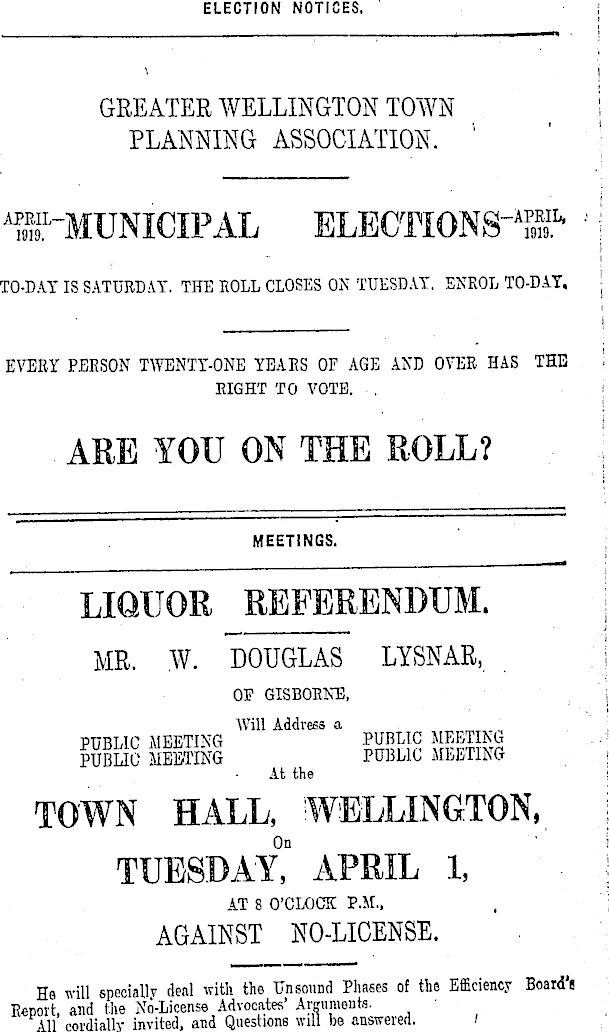 ELECTION NOTICES.
GREATER WELLINGTON TOWN
PLANNING ASSOCIATION.
APRIL— 1919. MUNICIPAL ELECTIONS —APRIL, 1919.
TO-DAY IS SATURDAY. THE ROLL CLOSES ON TUESDAY. ENROL TO-DAY.
EVERY PERSON TWENTY-ONE YEARS OF AGE AND OVER HAS THE
RIGHT TO VOTE.
ARE YOU ON THE ROLL?
MEETINGS.
LIQUOR REFERENDUM.
MR. W. DOUGLAS LYSNAR,
OF GISBORNE,
Will Address a
PUBLIC MEETING PUBLIC MEETING
PUBLIC MEETING PUBLIC MEETING
At the
TOWN HALL, WELLINGTON,
On
TUESDAY, APRIL 1,
AT 8 O'CLOCK P.M.,
AGAINST NO-LICENSE.
He will specially deal with the Unsound Phases of the Efficiency Board's
Report, and the No-License Advocates' Arguments.
All cordially invited, and Questions will be answered.